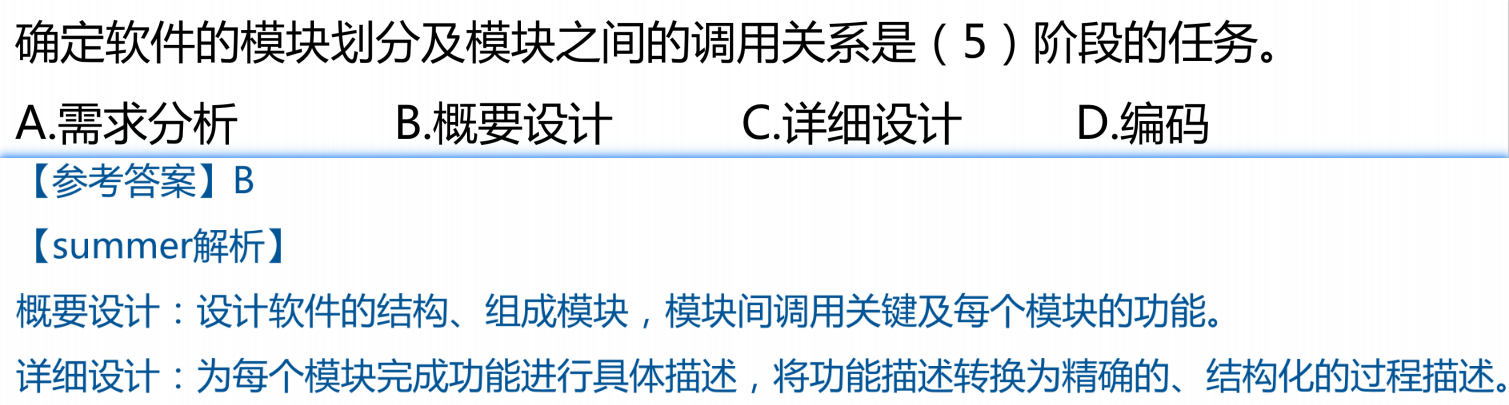 确定软件的模块划分及模块之间的调用关系是（5）阶段的任务。
A.需求分析 B.概要设计 C.详细设计 D.编码
【参考答案】B
【summer解析】
概要设计：设计软件的结构、组成模块，模块间调用关键及每个模块的功能。
详细设计：为每个模块完成功能进行具体描述，将功能描述转换为精确的、结构化的过程描述。